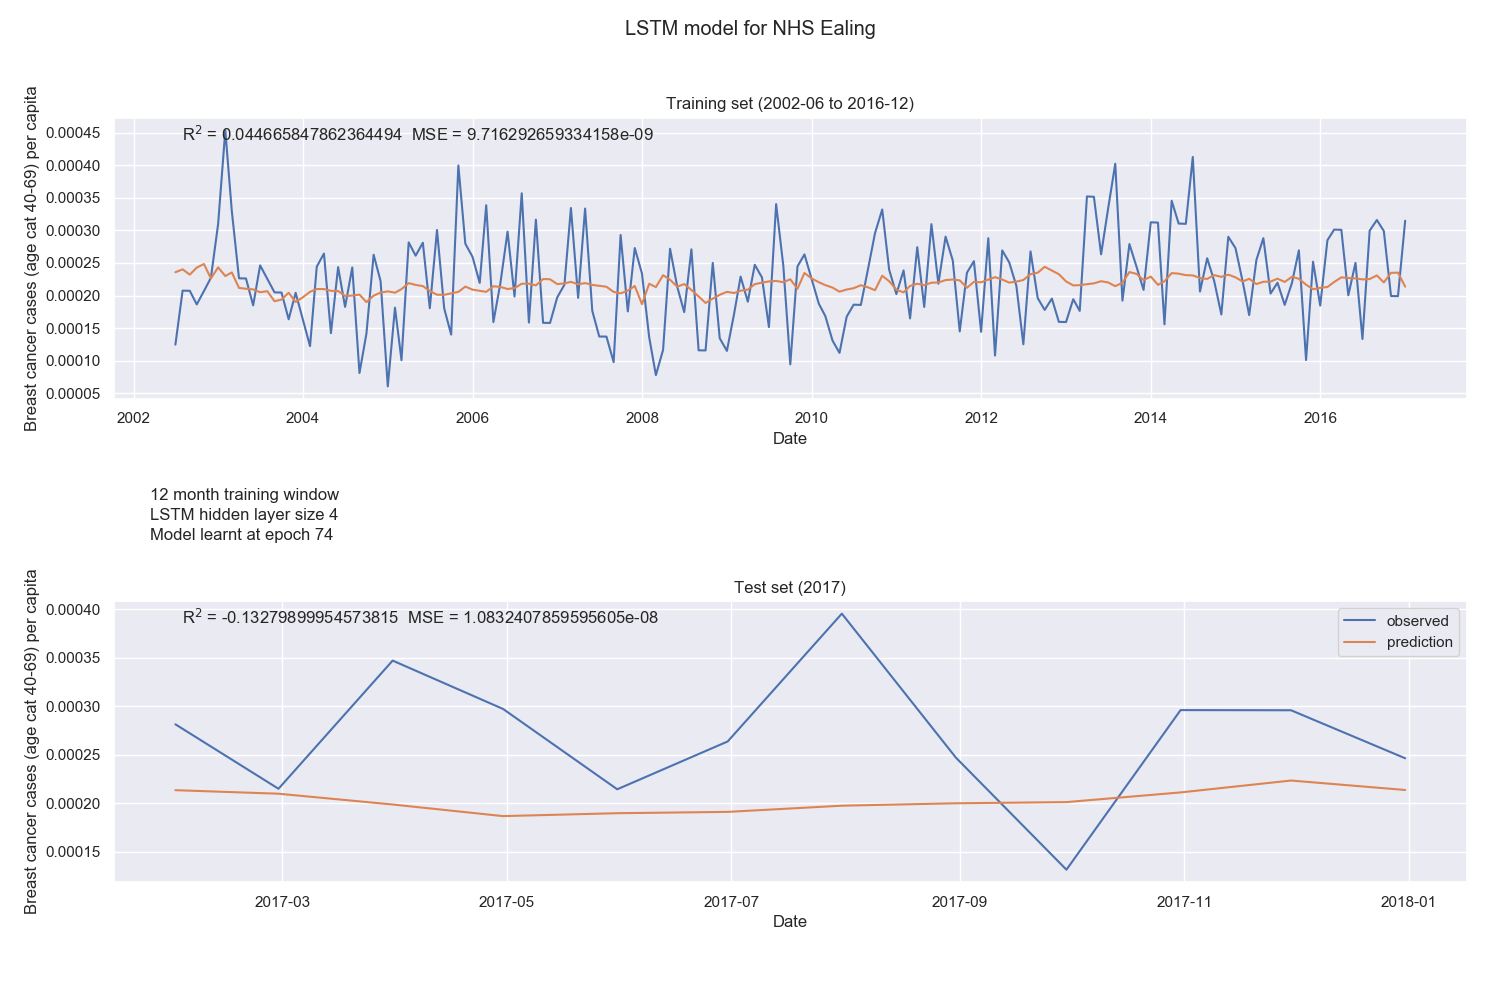 LSTM model for NHS Ealing
Training set (2002-06 to 2016-12)
Breast cancer cases (age cat 40-69) per capita
R² = 0.044665847862364494 MSE = 9.716292659334158e-09
0.00045
0.00040
0.00035
0.00030
0.00025
0.00020
0.00015
0.00010
0.00005
2002 2004 2006 2008 2010 2012 2014 2016
Date
12 month training window
LSTM hidden layer size 4
Model learnt at epoch 74
Test set (2017)
Breast cancer cases (age cat 40-69) per capita
R² = -0.13279899954573815 MSE = 1.0832407859595605e-08
observed
prediction
0.00040
0.00035
0.00030
0.00025
0.00020
0.00015
2017-03 2017-05 2017-07 2017-09 2017-11 2018-01
Date